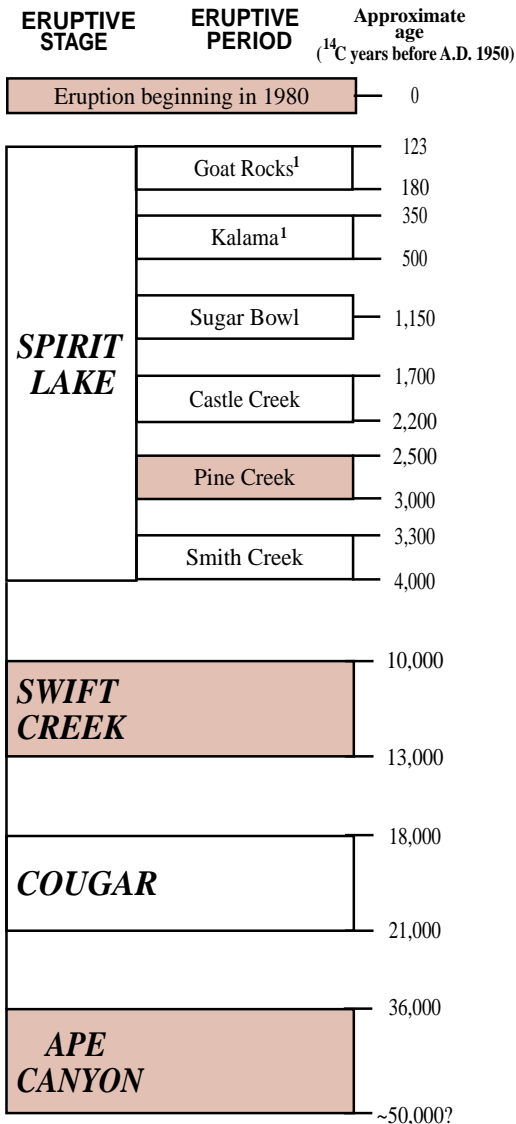 ERUPTIVE STAGE
ERUPTIVE PERIOD
Approximate age
(14C years before A.D. 1950)
Eruption beginning in 1980
0
SPIRIT LAKE
Goat Rocks1
123
180
Kalama1
350
500
Sugar Bowl
1,150
Castle Creek
1,700
2,200
Pine Creek
2,500
3,000
Smith Creek
3,300
4,000
SWIFT
CREEK
10,000
13,000
COUGAR
18,000
21,000
APE
CANYON
36,000
~50,000?